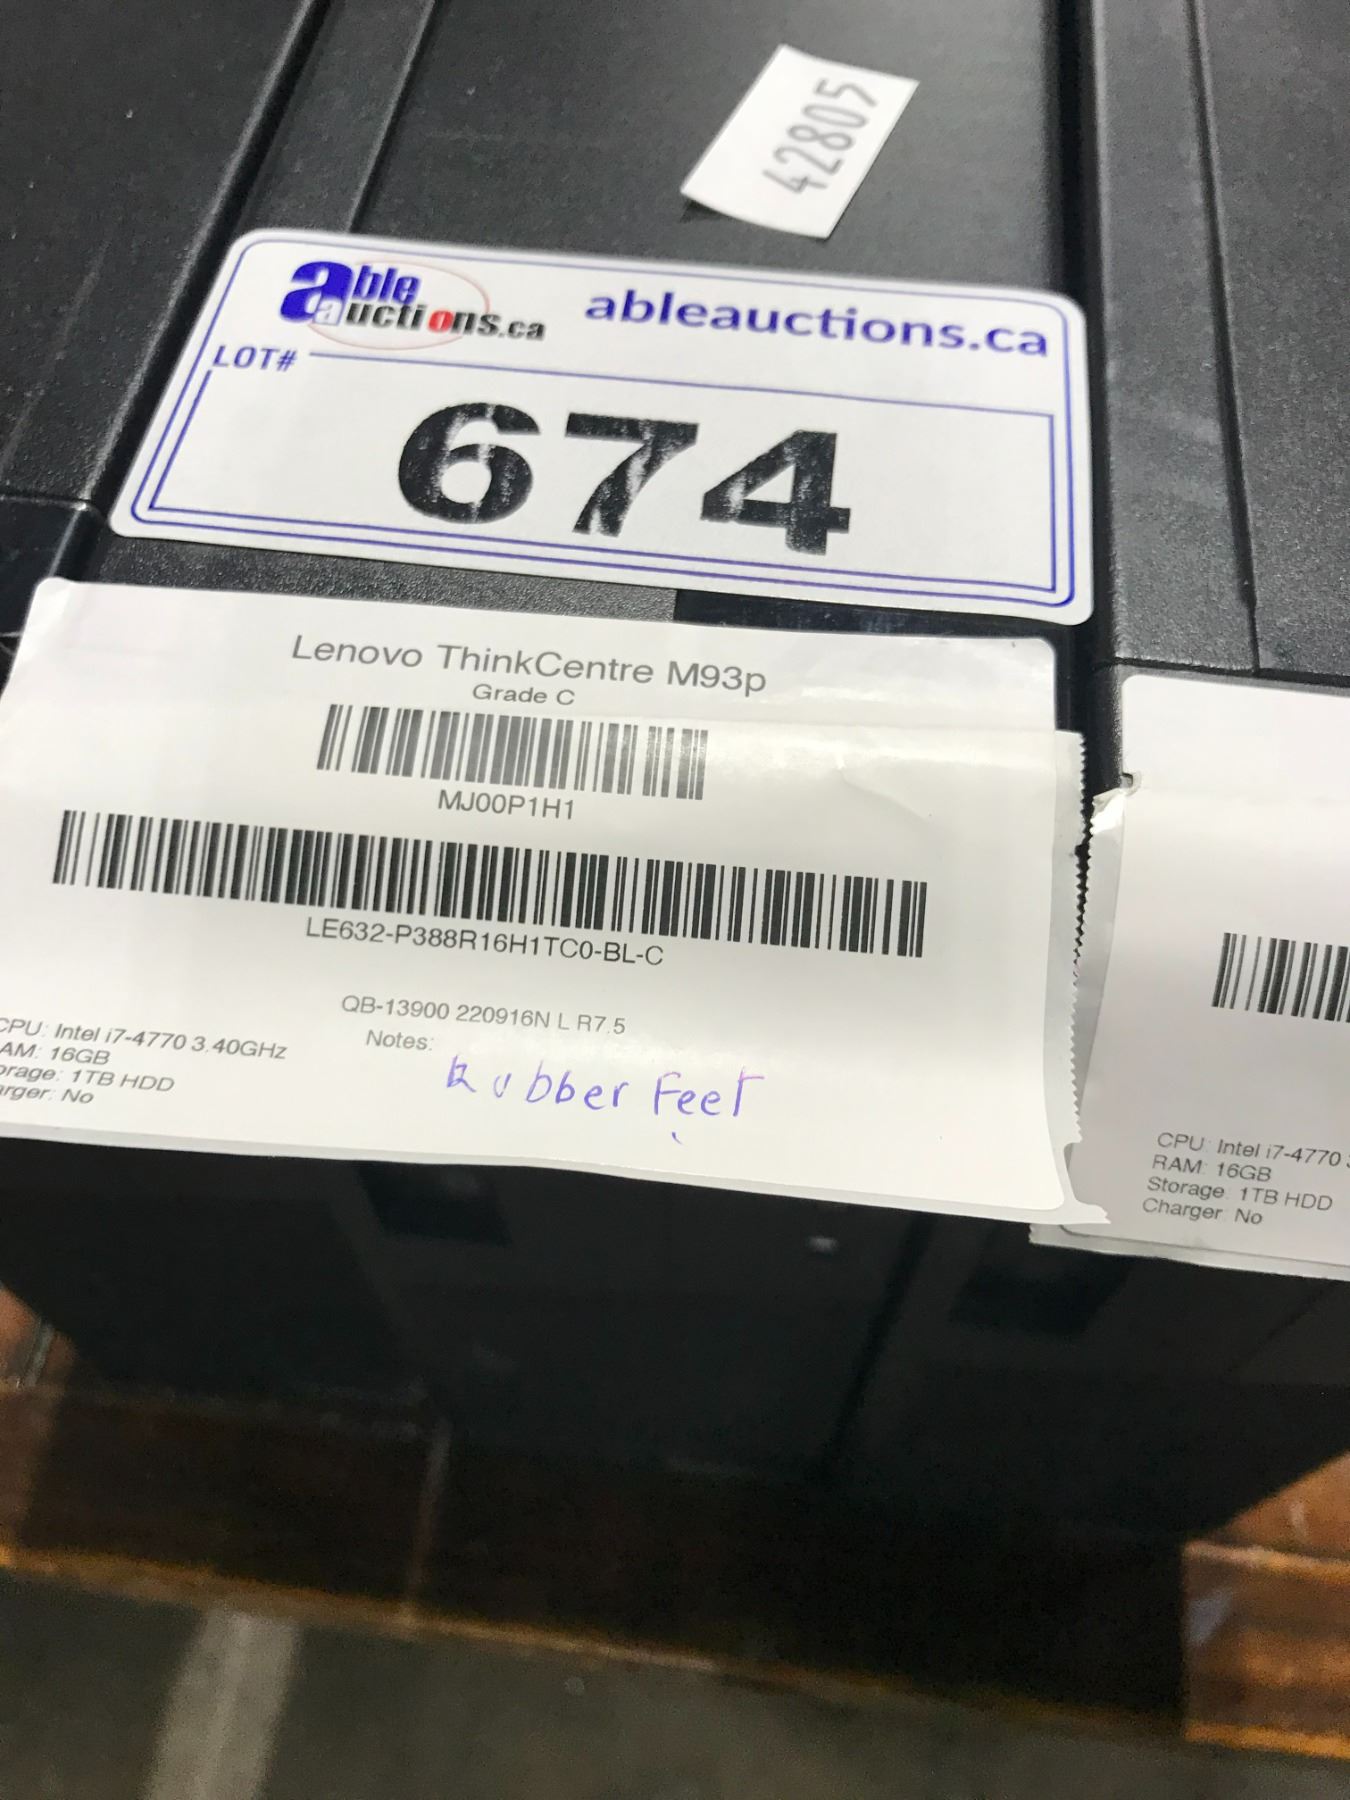 42805
able auctions.ca
ableauctions.ca
LOT#
674
Lenovo ThinkCentre M93p
Grade C
MJ00P1H1
LE632-P388R16H1TC0-BL-C
QB-13900 220916N L R7.5
Notes:
Rubber Feet
CPU: Intel i7-4770 3.40GHz
AM: 16GB
orage: 1TB HDD
arger: No
CPU: Intel i7-4770
RAM: 16GB
Storage: 1TB HDD
Charger: No